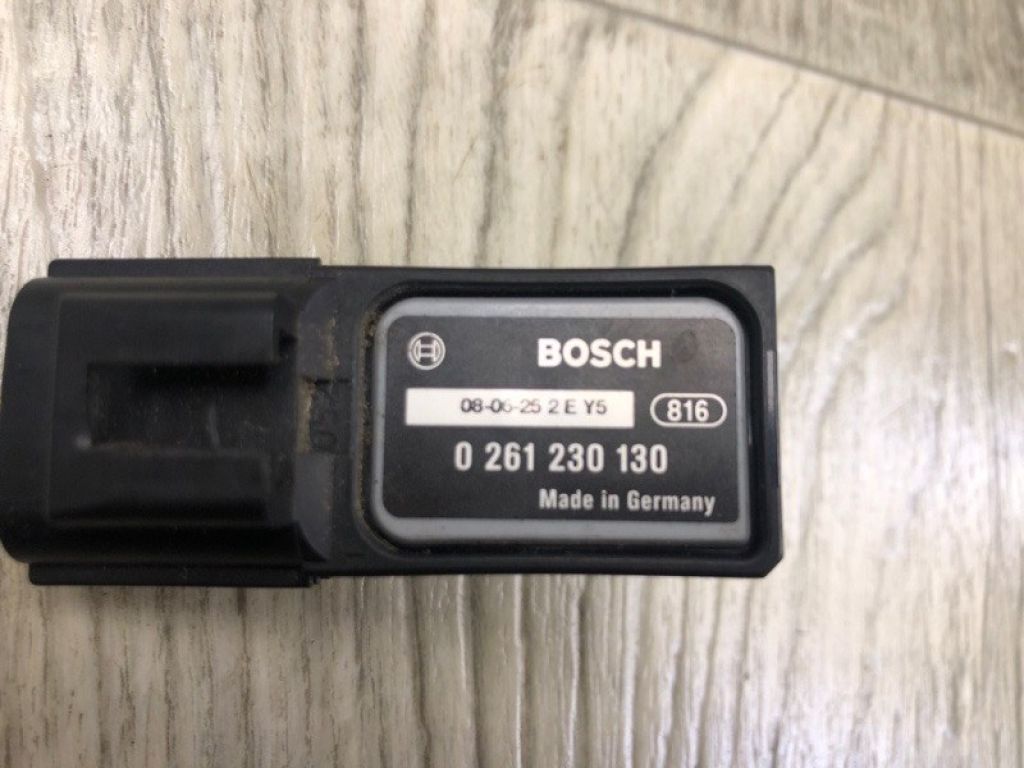 BOSCH
08-06-25 2 E Y5
816
0 261 230 130
Made in Germany